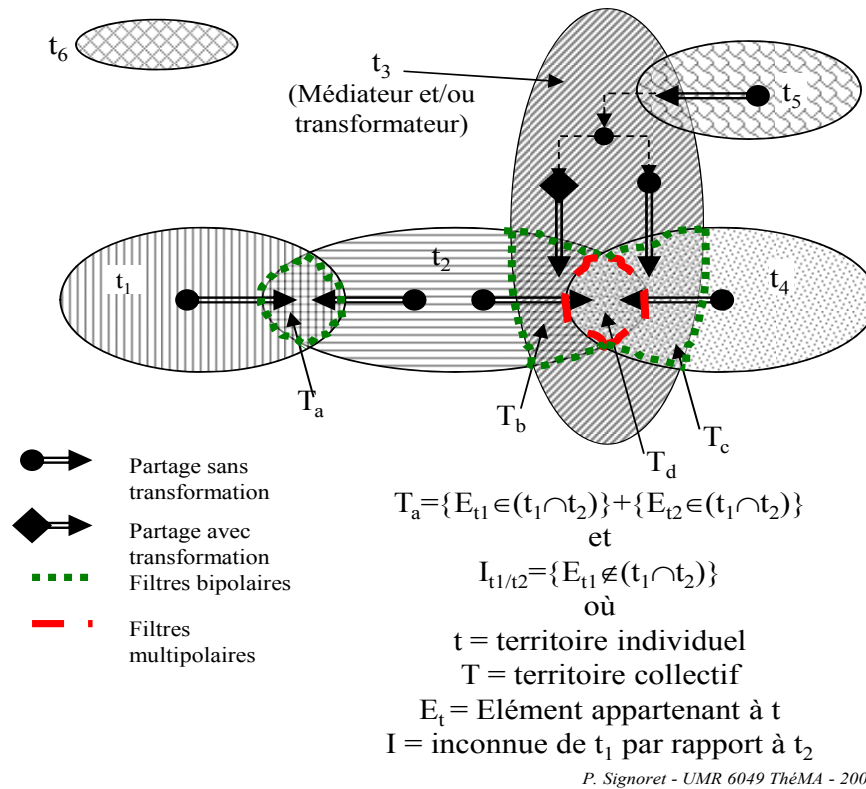 t6
t3
(Médiateur et/ou
transformateur)
t5
t1
t2
t4
Ta
Tb
Td
Tc
Partage sans
transformation
Partage avec
transformation
Filtres bipolaires
Filtres
multipolaires
Ta={Et1∈(t1∩t2)}+{Et2∈(t1∩t2)}
et
It1/t2={Et1∉(t1∩t2)}
où
t = territoire individuel
T = territoire collectif
Et = Elément appartenant à t
I = inconnue de t1 par rapport à t2
P. Signoret - UMR 6049 ThéMA - 200